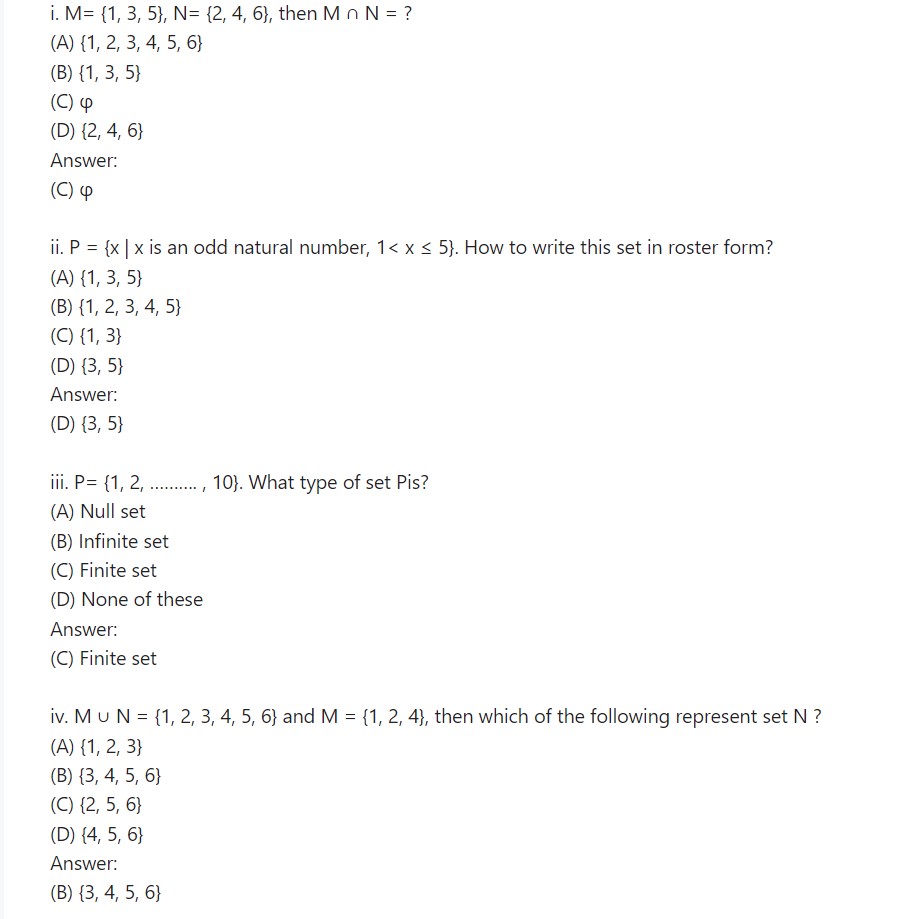 i. M= {1, 3, 5}, N= {2, 4, 6}, then M ∩ N = ?
(A) {1, 2, 3, 4, 5, 6}
(B) {1, 3, 5}
(C) φ
(D) {2, 4, 6}
Answer:
(C) φ
ii. P = {x | x is an odd natural number, 1< x ≤ 5}. How to write this set in roster form?
(A) {1, 3, 5}
(B) {1, 2, 3, 4, 5}
(C) {1, 3}
(D) {3, 5}
Answer:
(D) {3, 5}
iii. P= {1, 2, .......... , 10}. What type of set Pis?
(A) Null set
(B) Infinite set
(C) Finite set
(D) None of these
Answer:
(C) Finite set
iv. M ∪ N = {1, 2, 3, 4, 5, 6} and M = {1, 2, 4}, then which of the following represent set N ?
(A) {1, 2, 3}
(B) {3, 4, 5, 6}
(C) {2, 5, 6}
(D) {4, 5, 6}
Answer:
(B) {3, 4, 5, 6}